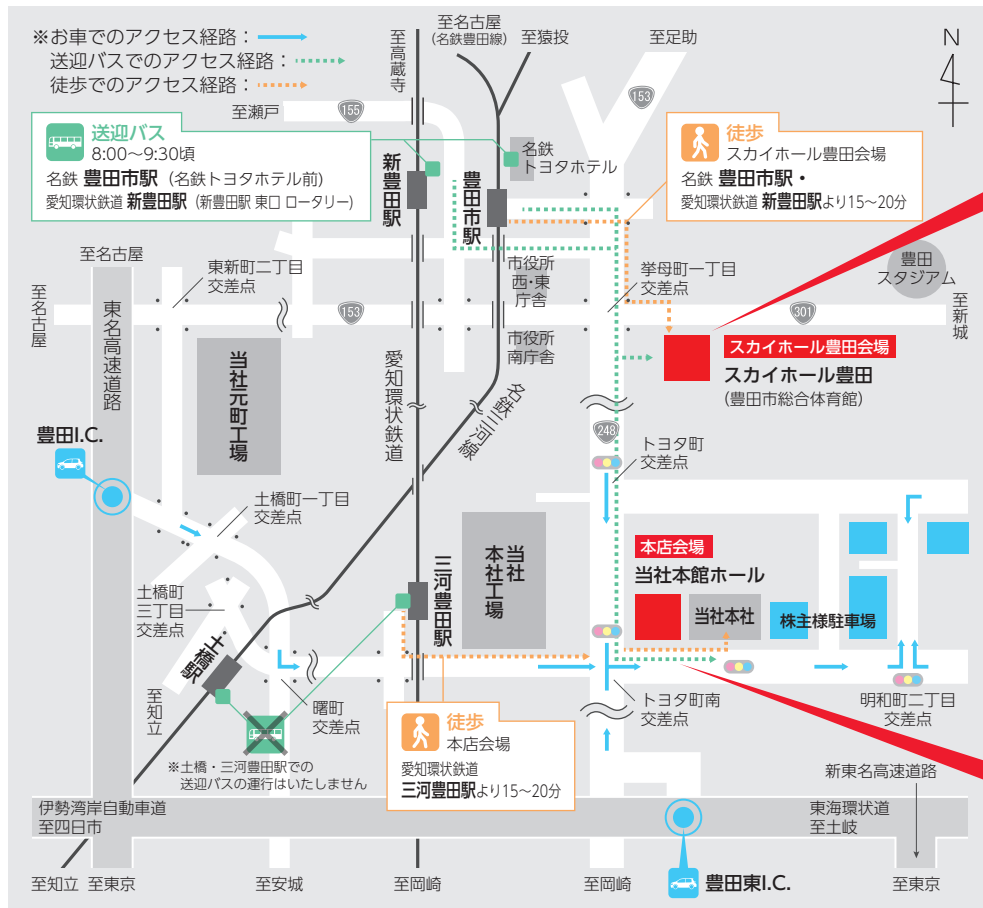 ※お車でのアクセス経路：
送迎バスでのアクセス経路：
徒歩でのアクセス経路：
至高蔵寺
至名古屋
（名鉄豊田線）
至猿投
至足助
N
至瀬戸
155
153
送迎バス
8:00〜9:30頃
名鉄 豊田市駅（名鉄トヨタホテル前）
愛知環状鉄道 新豊田駅（新豊田駅 東口 ロータリー）
新豊田駅
豊田市駅
名鉄
トヨタホテル
徒歩
スカイホール豊田会場
名鉄 豊田市駅・
愛知環状鉄道 新豊田駅より15〜20分
至名古屋
東新町二丁目
交差点
市役所
西・東
庁舎
挙母町一丁目
交差点
豊田
スタジアム
至名古屋
東名高速道路
153
301
至新城
市役所
南庁舎
当社元町工場
愛知環状鉄道
名鉄三河線
スカイホール豊田会場
スカイホール豊田
（豊田市総合体育館）
豊田I.C.
248
トヨタ町
交差点
土橋町一丁目
交差点
当社
本社工場
本店会場
当社本館ホール
三河豊田駅
土橋町
三丁目
交差点
当社本社
株主様駐車場
土橋駅
至知立
曙町
交差点
トヨタ町南
交差点
明和町二丁目
交差点
徒歩
本店会場
愛知環状鉄道
三河豊田駅より15〜20分
※土橋・三河豊田駅での
送迎バスの運行はいたしません
新東名高速道路
伊勢湾岸自動車道
至四日市
東海環状道
至土岐
至知立
至東京
至安城
至岡崎
至岡崎
豊田東I.C.
至東京